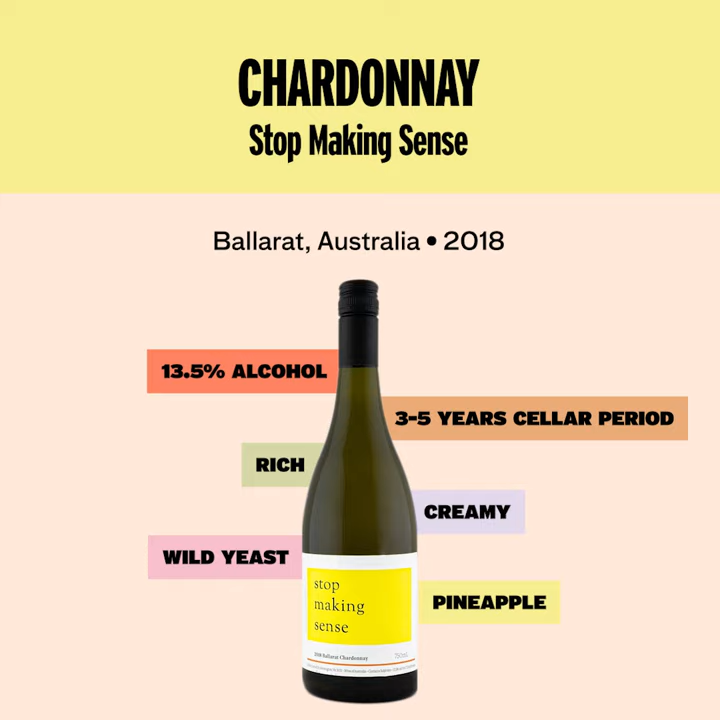 CHARDONNAY
Stop Making Sense
Ballarat, Australia • 2018
13.5% ALCOHOL
3-5 YEARS CELLAR PERIOD
RICH
CREAMY
WILD YEAST
PINEAPPLE
stop
making
sense
2018 Ballarat Chardonnay 750mL